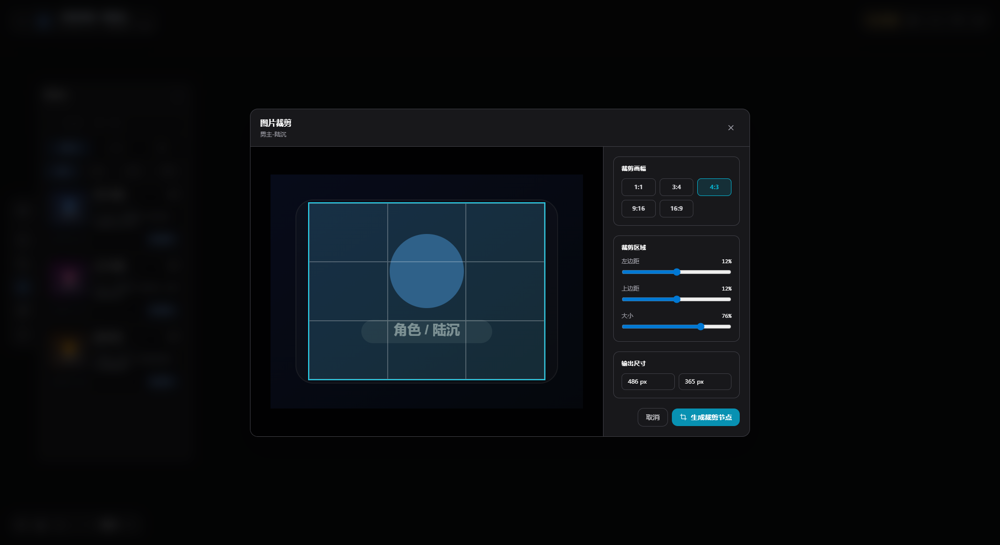 图片裁剪
男主-陆沉
角色 / 陆沉
裁剪画幅
1:1
3:4
4:3
9:16
16:9
裁剪区域
左边距 12%
上边距 12%
大小 76%
输出尺寸
486 px
365 px
取消
生成裁剪节点